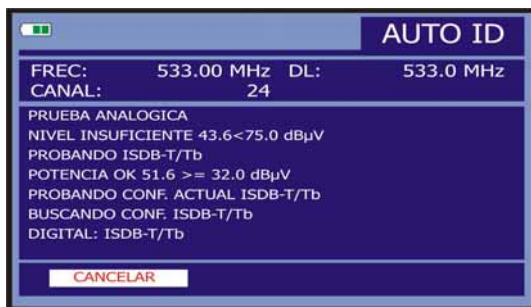 AUTO ID
FREC: 533.00 MHz DL: 533.0 MHz
CANAL: 24
PRUEBA ANALOGICA
NIVEL INSUFICIENTE 43.6<75.0 dBµV
PROBANDO ISDB-T/Tb
POTENCIA OK 51.6 >= 32.0 dBµV
PROBANDO CONF. ACTUAL ISDB-T/Tb
BUSCANDO CONF. ISDB-T/Tb
DIGITAL: ISDB-T/Tb
CANCELAR